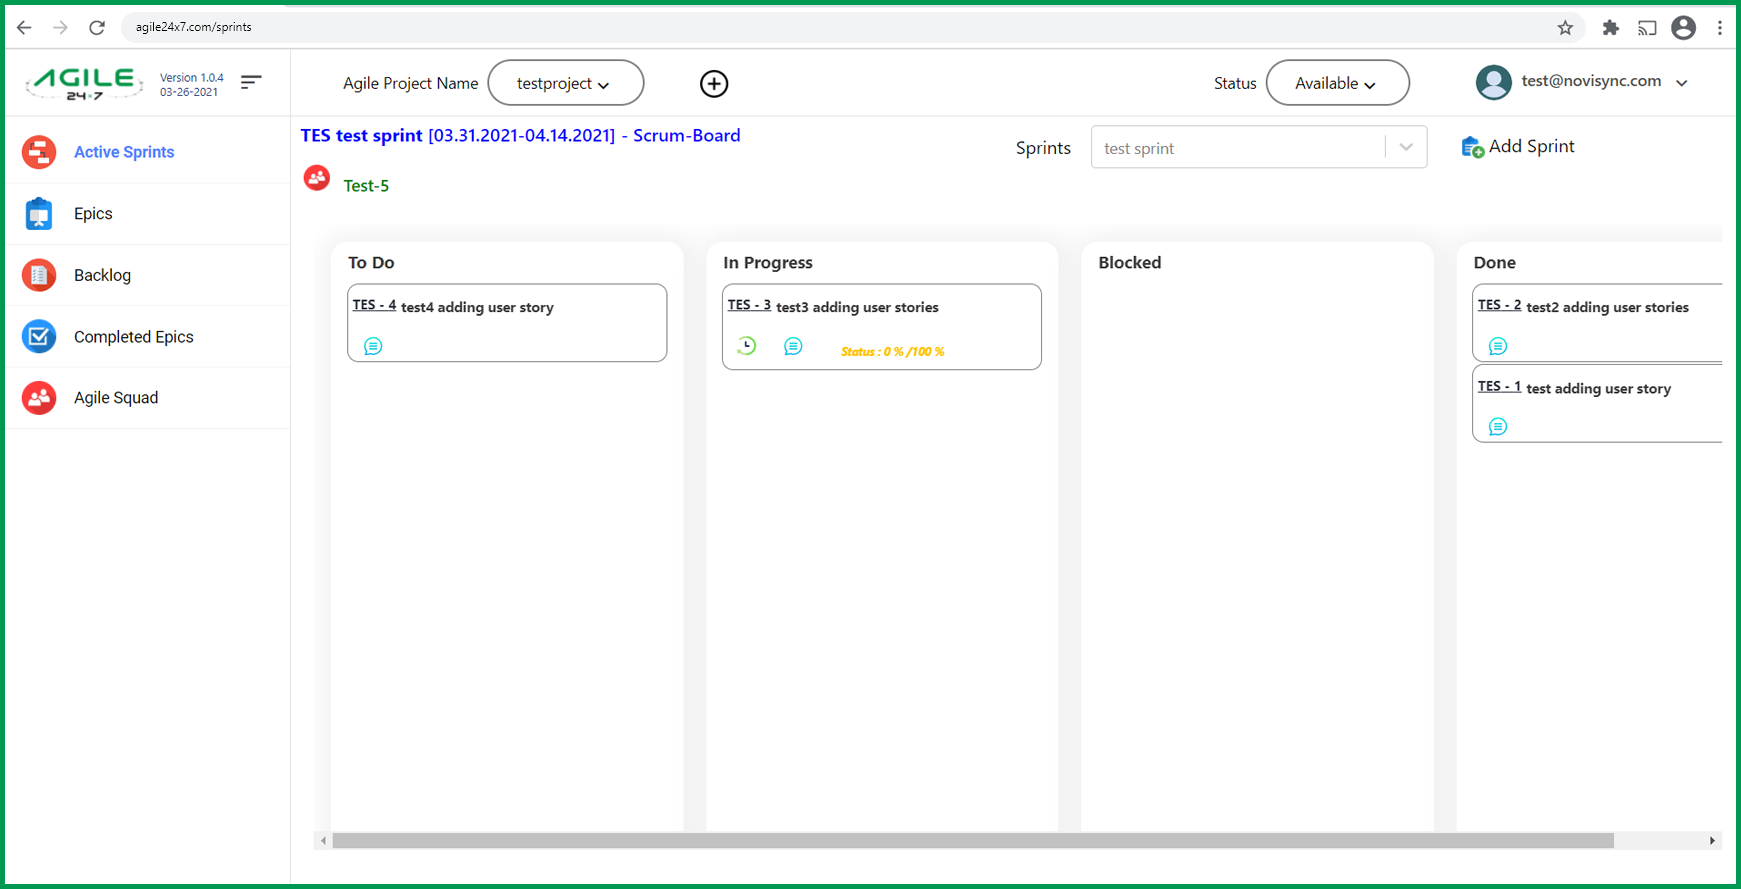 agile24x7.com/sprints
AGILE
24x7
Version 1.0.4
03-26-2021
Agile Project Name
testproject
Status
Available
test@novisync.com
Active Sprints
Epics
Backlog
Completed Epics
Agile Squad
TES test sprint [03.31.2021-04.14.2021] - Scrum-Board
Sprints
test sprint
Add Sprint
Test-5
To Do
TES - 4 test4 adding user story
In Progress
TES - 3 test3 adding user stories
Status : 0 % /100 %
Blocked
Done
TES - 2 test2 adding user stories
TES - 1 test adding user story